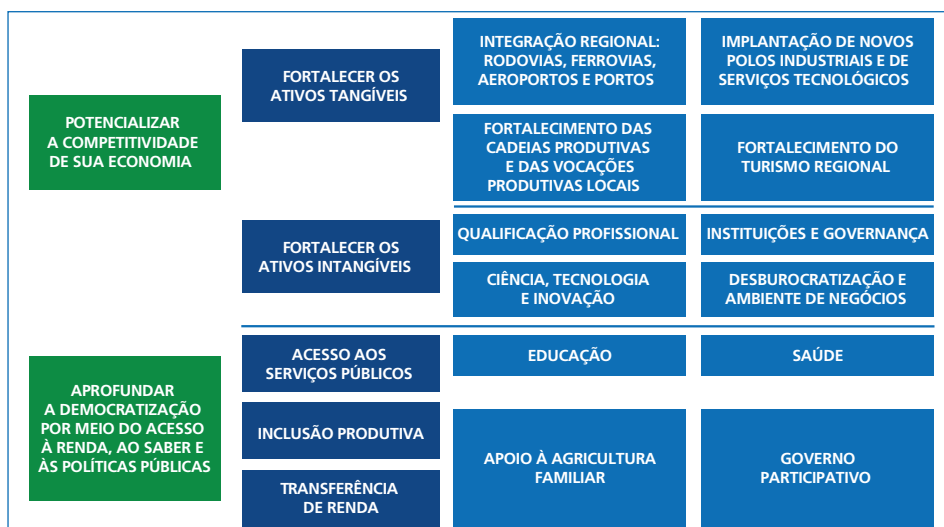 POTENCIALIZAR
A COMPETITIVIDADE
DE SUA ECONOMIA
FORTALECER OS
ATIVOS TANGÍVEIS
INTEGRAÇÃO REGIONAL:
RODOVIAS, FERROVIAS,
AEROPORTOS E PORTOS
IMPLANTAÇÃO DE NOVOS
POLOS INDUSTRIAIS E DE
SERVIÇOS TECNOLÓGICOS
FORTALECIMENTO DAS
CADEIAS PRODUTIVAS
E DAS VOCAÇÕES
PRODUTIVAS LOCAIS
FORTALECIMENTO DO
TURISMO REGIONAL
FORTALECER OS
ATIVOS INTANGÍVEIS
QUALIFICAÇÃO PROFISSIONAL
INSTITUIÇÕES E GOVERNANÇA
CIÊNCIA, TECNOLOGIA
E INOVAÇÃO
DESBUROCRATIZAÇÃO E
AMBIENTE DE NEGÓCIOS
APROFUNDAR
A DEMOCRATIZAÇÃO
POR MEIO DO ACESSO
À RENDA, AO SABER E
ÀS POLÍTICAS PÚBLICAS
ACESSO AOS
SERVIÇOS PÚBLICOS
EDUCAÇÃO
SAÚDE
INCLUSÃO PRODUTIVA
TRANSFERÊNCIA
DE RENDA
APOIO À AGRICULTURA
FAMILIAR
GOVERNO
PARTICIPATIVO